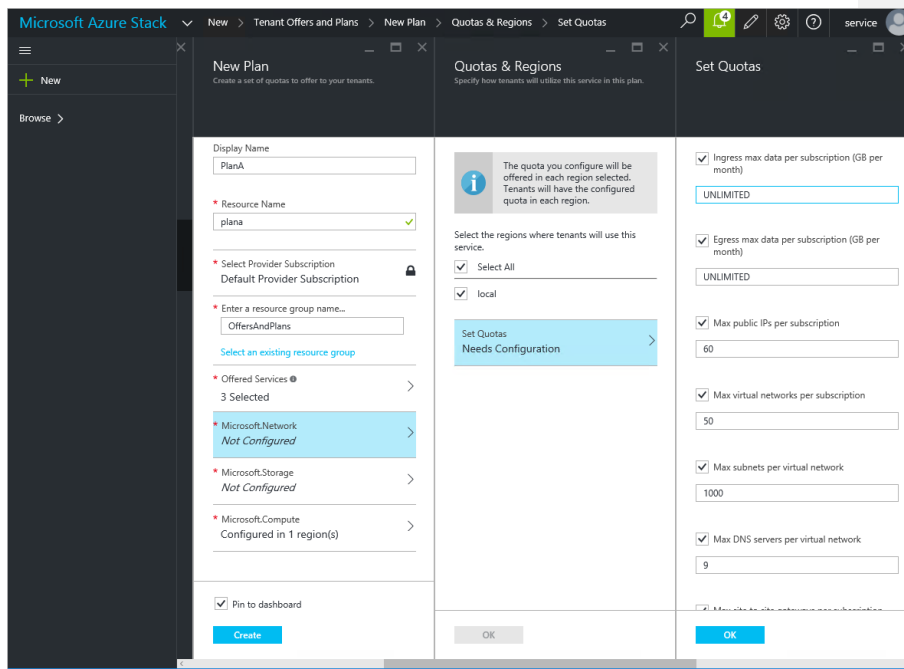 Microsoft Azure Stack New > Tenant Offers and Plans > New Plan > Quotas & Regions > Set Quotas 4 service
New
Browse >
New Plan
Create a set of quotas to offer to your tenants.
Display Name
PlanA
* Resource Name
plana
* Select Provider Subscription
Default Provider Subscription
* Enter a resource group name...
OffersAndPlans
Select an existing resource group
* Offered Services
3 Selected
* Microsoft.Network
Not Configured
* Microsoft.Storage
Not Configured
* Microsoft.Compute
Configured in 1 region(s)
Pin to dashboard
Create
Quotas & Regions
Specify how tenants will utilize this service in this plan.
The quota you configure will be
offered in each region selected.
Tenants will have the configured
quota in each region.
Select the regions where tenants will use this
service.
Select All
local
Set Quotas
Needs Configuration
OK
Set Quotas
Ingress max data per subscription (GB per
month)
UNLIMITED
Egress max data per subscription (GB per
month)
UNLIMITED
Max public IPs per subscription
60
Max virtual networks per subscription
50
Max subnets per virtual network
1000
Max DNS servers per virtual network
9
Max site to site gateways per subscription
OK